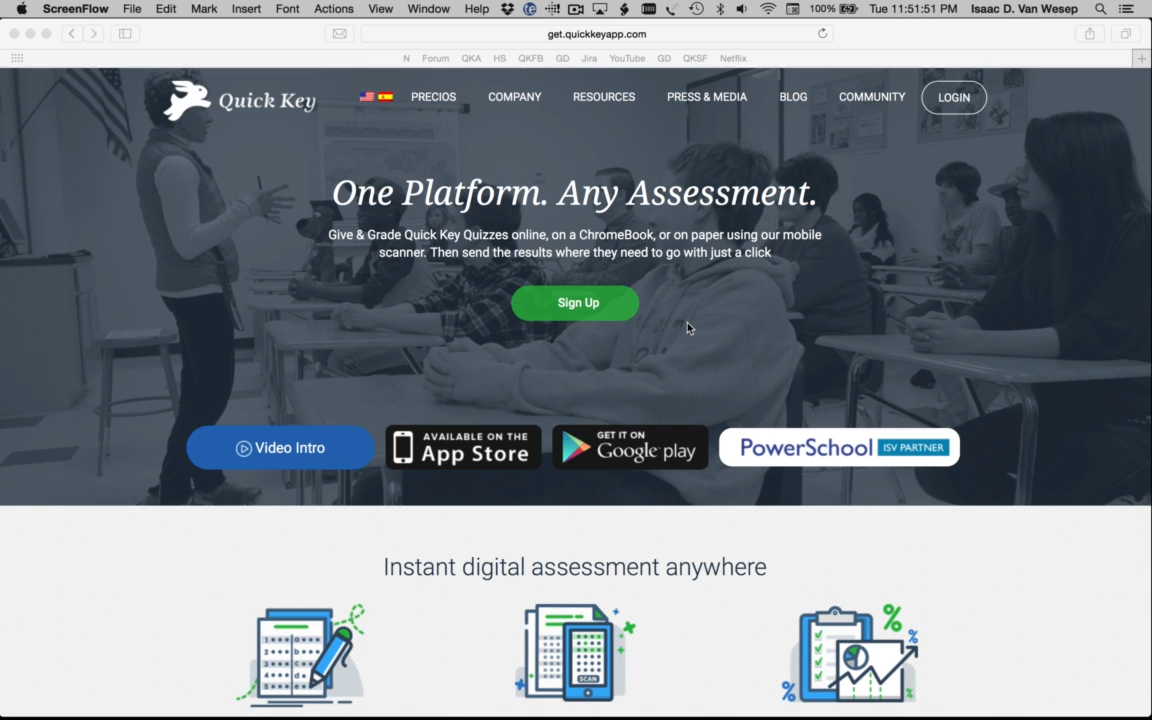 ScreenFlow File Edit Mark Insert Font Actions View Window Help 100% Tue 11:51:51 PM Isaac D. Van Wesep
get.quickkeyapp.com
N Forum QKA HS QKFB GD Jira YouTube GD QKSF Netflix
Quick Key PRECIOS COMPANY RESOURCES PRESS & MEDIA BLOG COMMUNITY LOGIN
One Platform. Any Assessment.
Give & Grade Quick Key Quizzes online, on a ChromeBook, or on paper using our mobile
scanner. Then send the results where they need to go with just a click
Sign Up
Video Intro
AVAILABLE ON THE
App Store
GET IT ON
Google play
PowerSchool ISV PARTNER
Instant digital assessment anywhere
SCAN